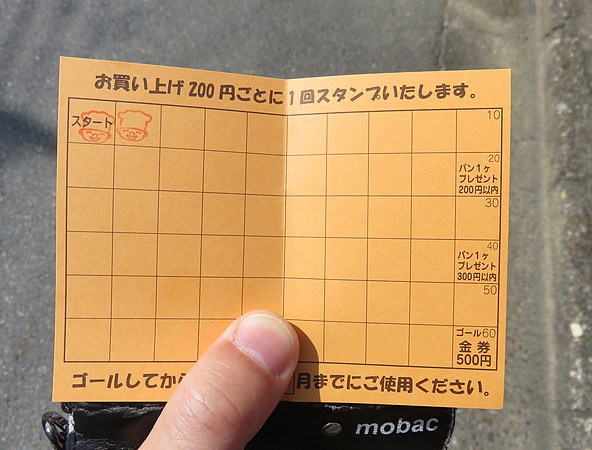 お買い上げ200円ごとに1回スタンプいたします。
スタート
10
20
パン1ヶ
プレゼント
200円以内
30
40
パン1ヶ
プレゼント
300円以内
50
ゴール60
金券
500円
ゴールしてから
月までにご使用ください。
mobac